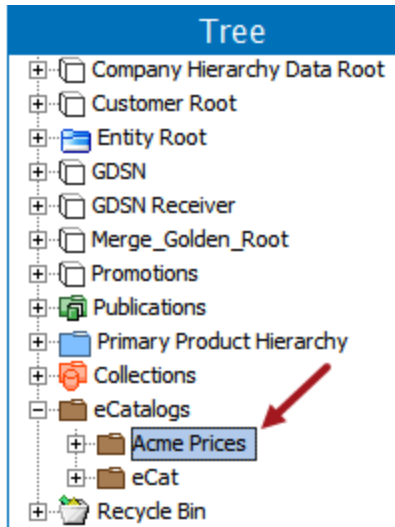 Tree
Company Hierarchy Data Root
Customer Root
Entity Root
GDSN
GDSN Receiver
Merge_Golden_Root
Promotions
Publications
Primary Product Hierarchy
Collections
eCatalogs
Acme Prices
eCat
Recycle Bin